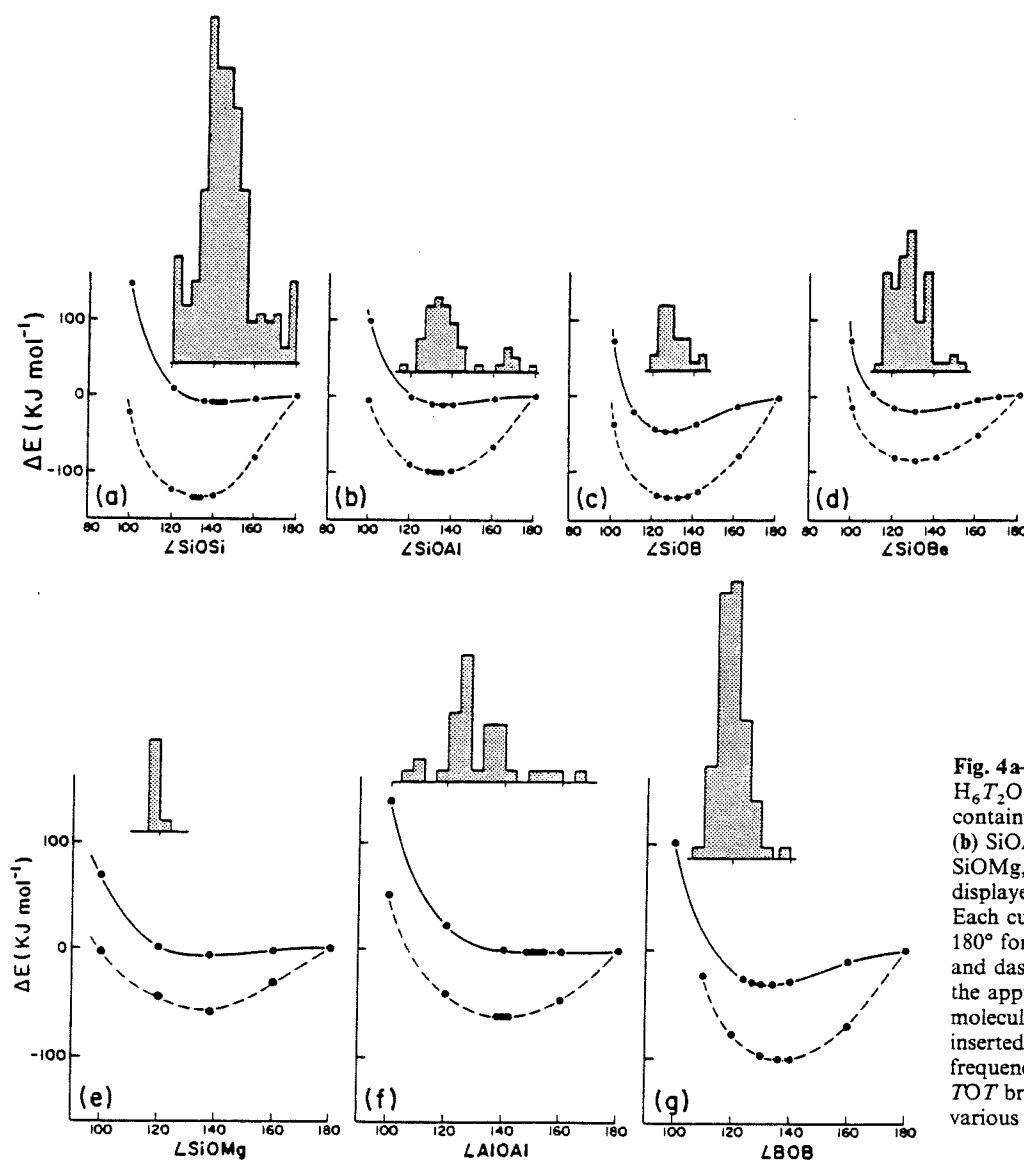 ΔE (KJ mol⁻¹)
100
0
-100
(a)
80 100 120 140 160 180
∠SiOSi
(b)
80 100 120 140 160 180
∠SiOAl
(c)
80 100 120 140 160 180
∠SiOB
(d)
80 100 120 140 160 180
∠SiOBe
ΔE (KJ mol⁻¹)
100
0
-100
(e)
100 120 140 160 180
∠SiOMg
(f)
100 120 140 160 180
∠AlOAl
(g)
100 120 140 160 180
∠BOB
Fig. 4a–
H₆T₂O
contain
(b) SiOA
SiOMg,
displaye
Each cu
180° for
and das
the app
molecul
inserted
frequenc
TOT br
various